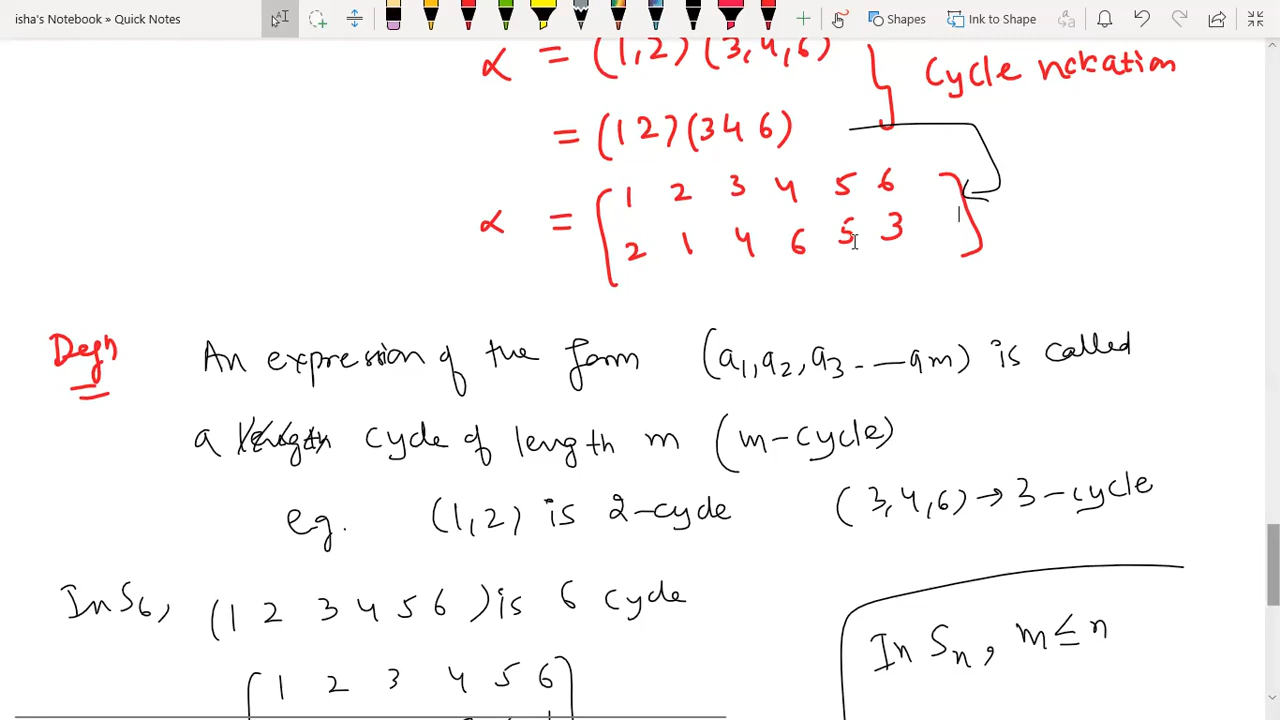 isha's Notebook » Quick Notes
Shapes
Ink to Shape
α = (1,2) (3,4,6)
Cycle notation
= (1 2)(3 4 6)
α = [1 2 3 4 5 6
2 1 4 6 5 3]
Defn An expression of the form (a1, a2, a3 - — am) is called
a length cycle of length m (m-cycle)
eg. (1,2) is 2-cycle (3,4,6) → 3-cycle
In S6, (1 2 3 4 5 6) is 6 cycle
In Sn, m ≤ n
[1 2 3 4 5 6]